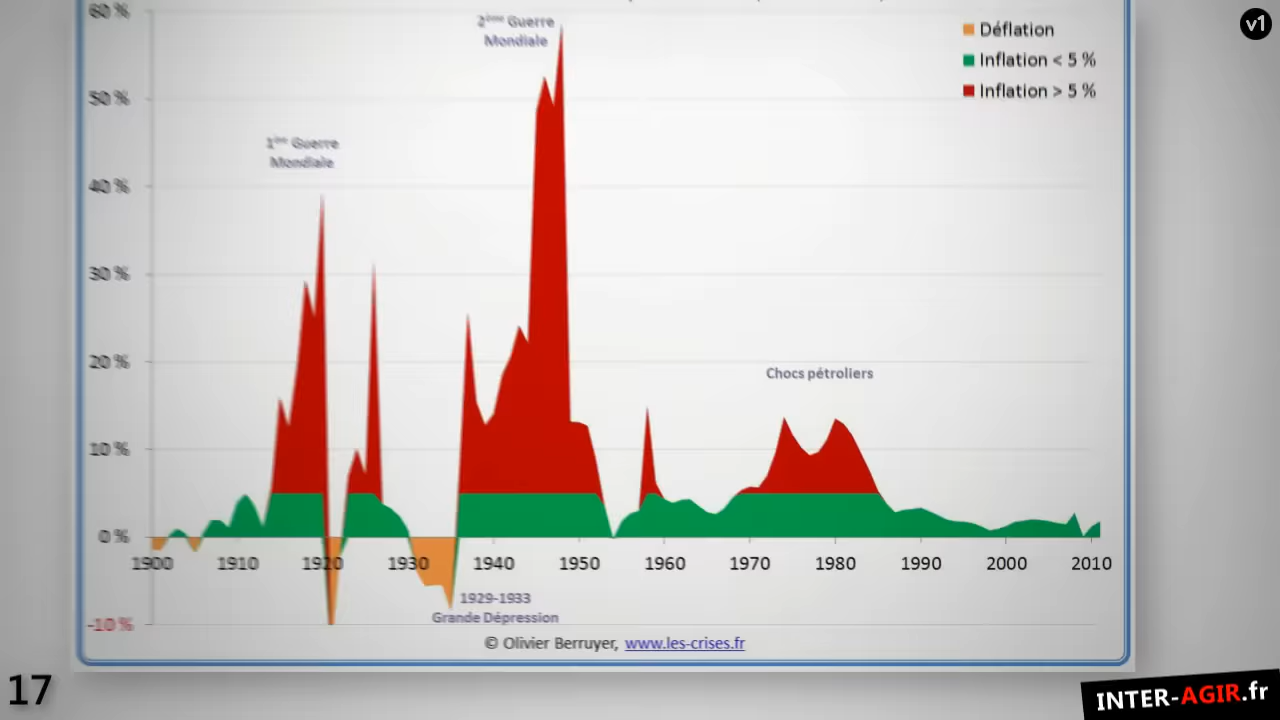 60 %
2ème Guerre
Mondiale
v1
Déflation
Inflation < 5 %
Inflation > 5 %
50 %
1ère Guerre
Mondiale
40 %
30 %
20 %
Chocs pétroliers
10 %
0 %
1900 1910 1920 1930 1940 1950 1960 1970 1980 1990 2000 2010
1929-1933
Grande Dépression
-10 %
© Olivier Berruyer, www.les-crises.fr
17
INTER-AGIR.fr